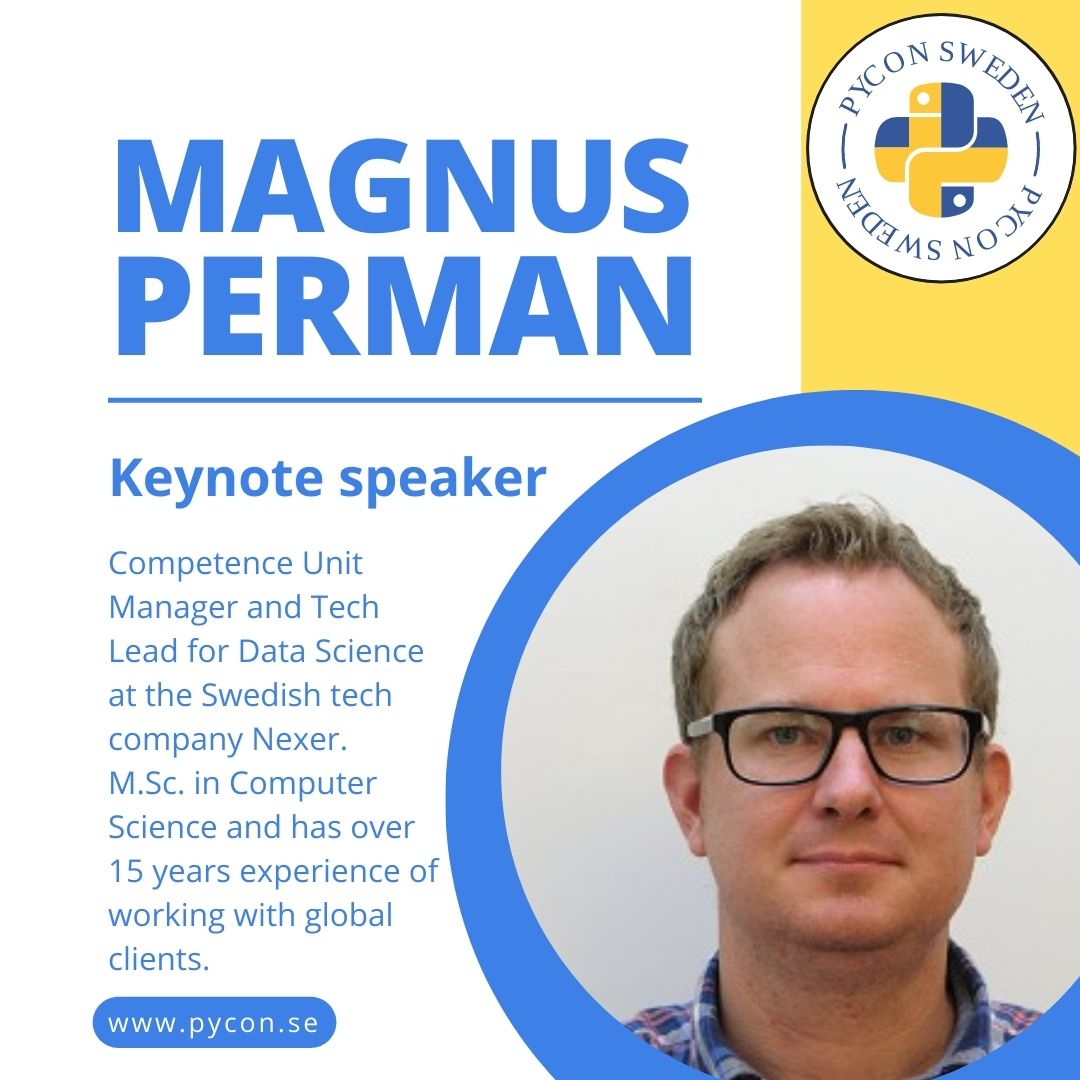 PYCON SWEDEN
PYCON SWEDEN
MAGNUS
PERMAN
Keynote speaker
Competence Unit
Manager and Tech
Lead for Data Science
at the Swedish tech
company Nexer.
M.Sc. in Computer
Science and has over
15 years experience of
working with global
clients.
www.pycon.se